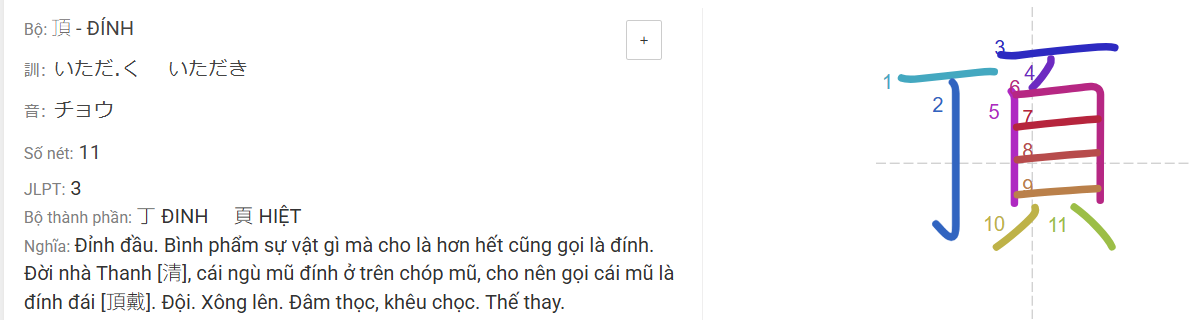 Bộ: 頂 - ĐÍNH
+
訓: いただ.く いただき
音: チョウ
Số nét: 11
JLPT: 3
Bộ thành phần: 丁 ĐINH 頁 HIỆT
Nghĩa: Đỉnh đầu. Bình phẩm sự vật gì mà cho là hơn hết cũng gọi là đính.
Đời nhà Thanh [清], cái ngù mũ đính ở trên chóp mũ, cho nên gọi cái mũ là
đính đái [頂戴]. Đội. Xông lên. Đâm thọc, khêu chọc. Thế thay.
頂
1
2
3
4
5
6
7
8
9
10
11